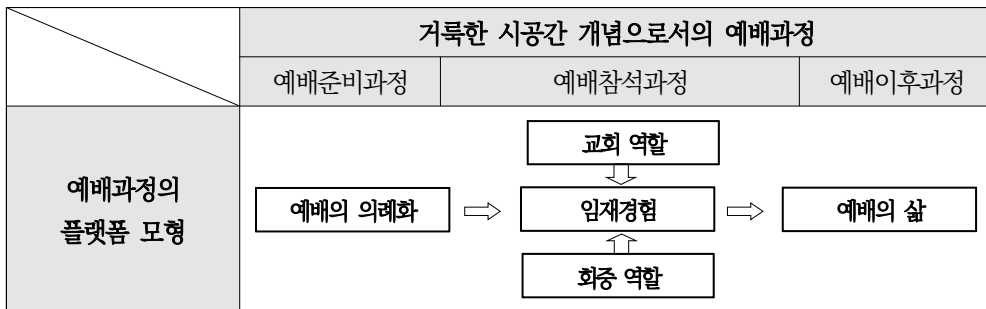 거룩한 시공간 개념으로서의 예배과정
예배준비과정
예배참석과정
예배이후과정
예배과정의
플랫폼 모형
교회 역할
예배의 의례화
임재경험
예배의 삶
회중 역할